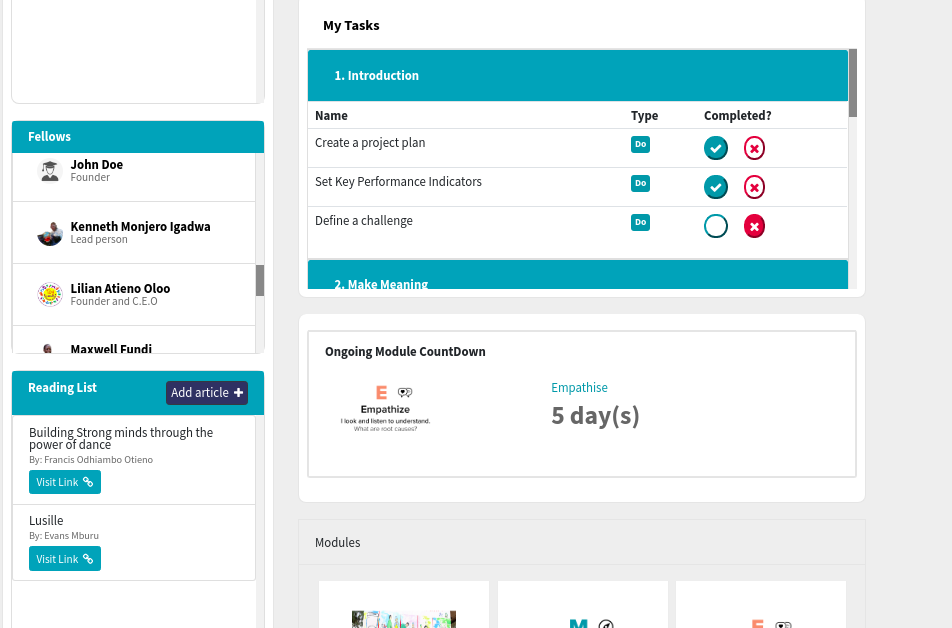 My Tasks
1. Introduction
Name Type Completed?
Create a project plan Do
Set Key Performance Indicators Do
Define a challenge Do
2. Make Meaning
Fellows
John Doe
Founder
Kenneth Monjero Igadwa
Lead person
Lilian Atieno Oloo
Founder and C.E.O
Maxwell Fundi
Reading List
Add article
Building Strong minds through the
power of dance
By: Francis Odhiambo Otieno
Visit Link
Lusille
By: Evans Mburu
Visit Link
Ongoing Module CountDown
E
Empathize
I look and listen to understand.
What are root causes?
Empathise
5 day(s)
Modules
M
E